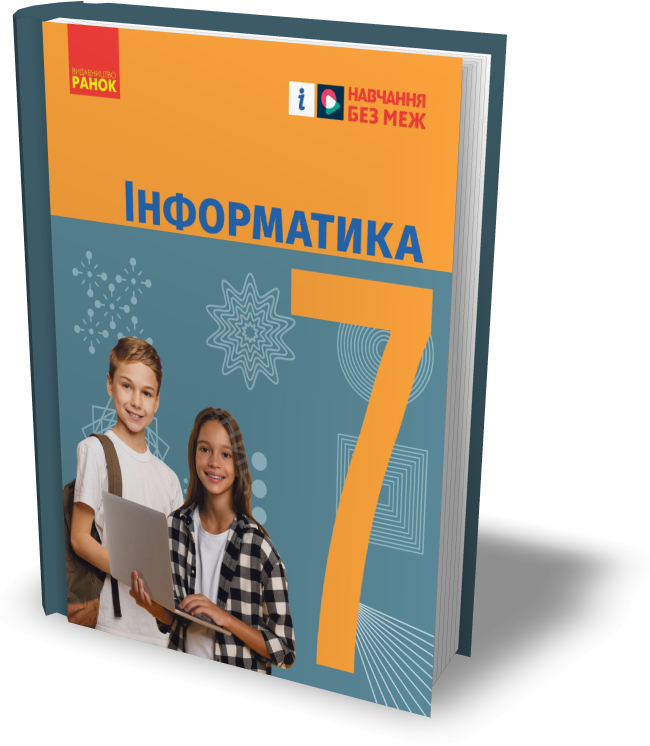 ВИДАВНИЦТВО
РАНОК
i
НАВЧАННЯ
БЕЗ МЕЖ
ІНФОРМАТИКА
7